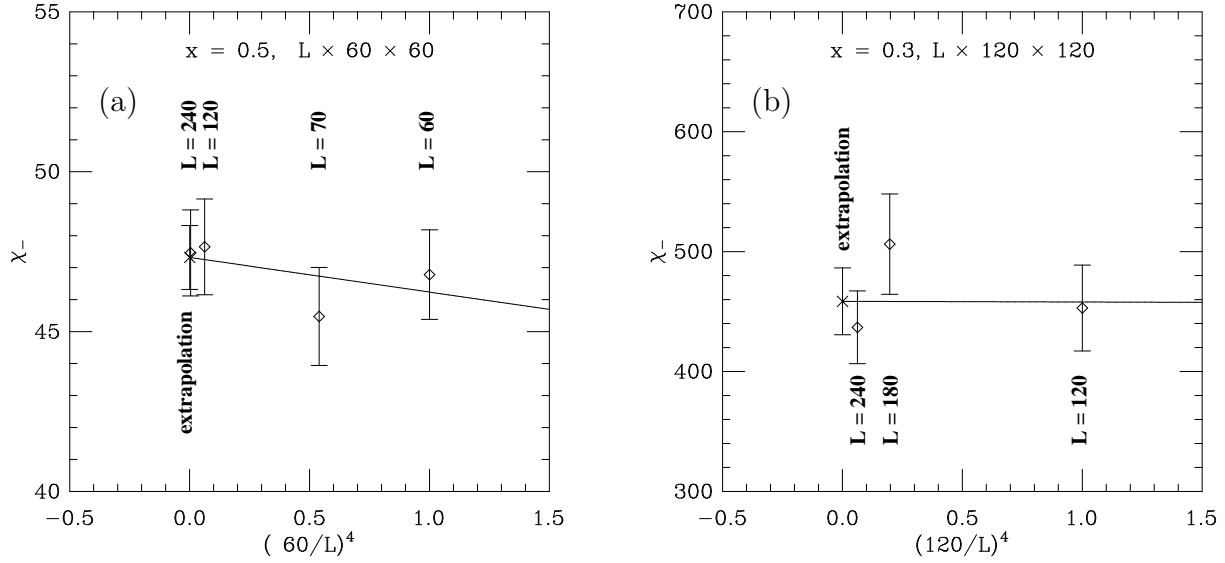 x = 0.5, L × 60 × 60
(a)
L = 240
L = 120
L = 70
L = 60
extrapolation
χ−
55
50
45
40
−0.5 0.0 0.5 1.0 1.5
( 60/L)⁴
x = 0.3, L × 120 × 120
(b)
extrapolation
L = 240
L = 180
L = 120
χ−
700
600
500
400
300
−0.5 0.0 0.5 1.0 1.5
(120/L)⁴